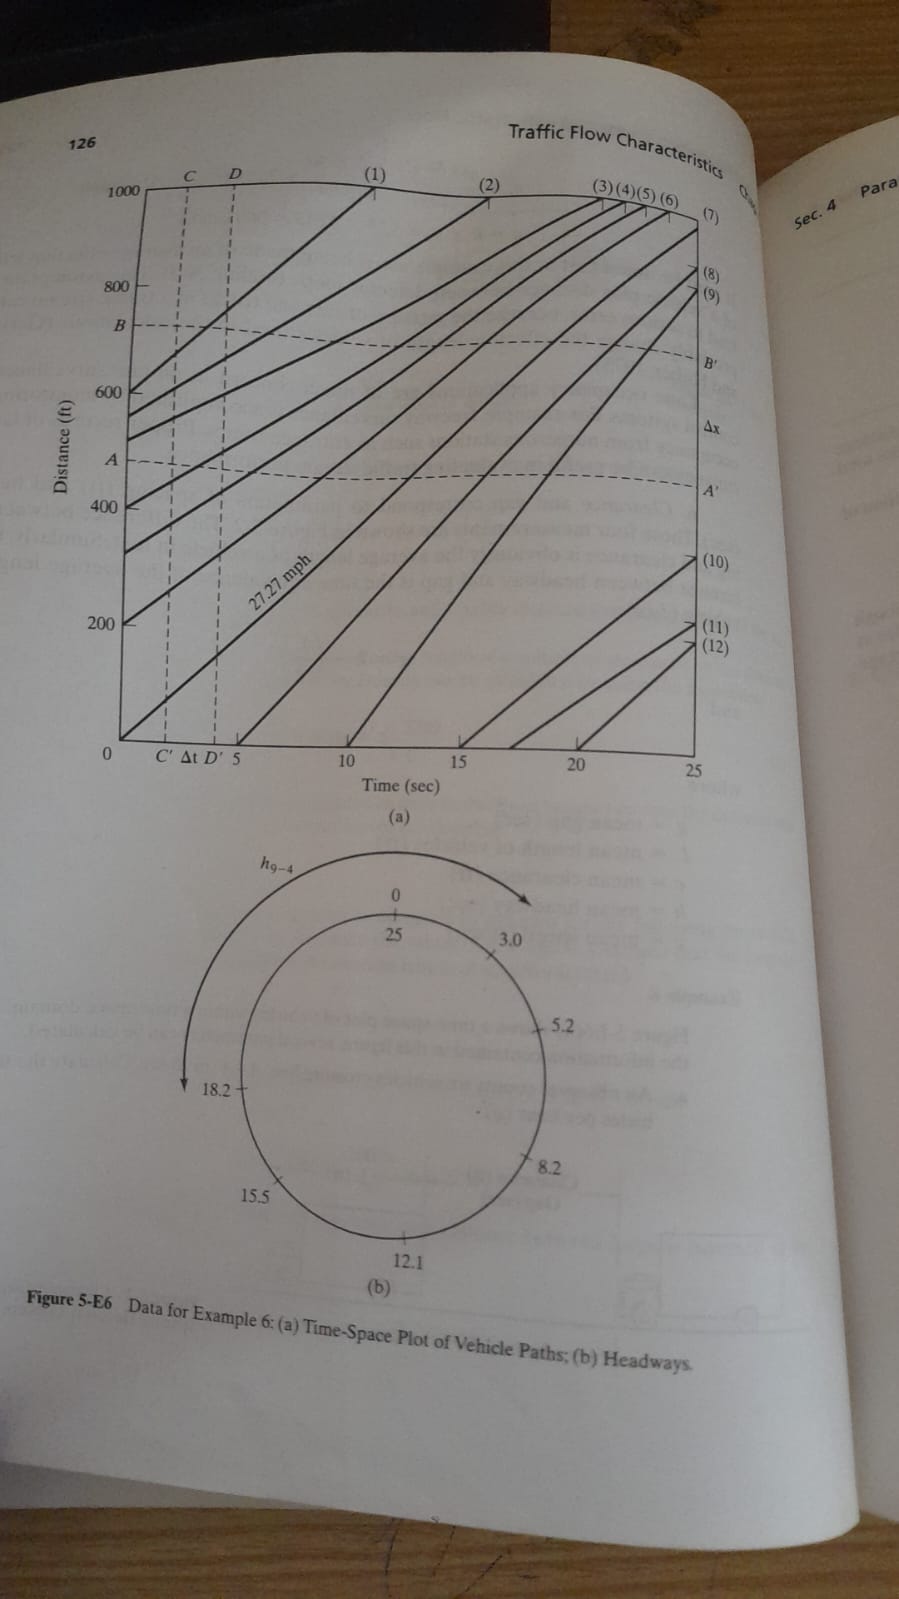 126
Traffic Flow Characteristics
Sec. 4 Para
C D (1) (2) (3) (4) (5) (6) (7)
1000
(8)
800
(9)
B
B'
600
Δx
Distance (ft)
A
A'
400
27.27 mph
(10)
200
(11)
(12)
0 C' Δt D' 5 10 15 20 25
Time (sec)
(a)
h9-4
0
25
3.0
5.2
18.2
8.2
15.5
12.1
(b)
Figure 5-E6 Data for Example 6: (a) Time-Space Plot of Vehicle Paths; (b) Headways.